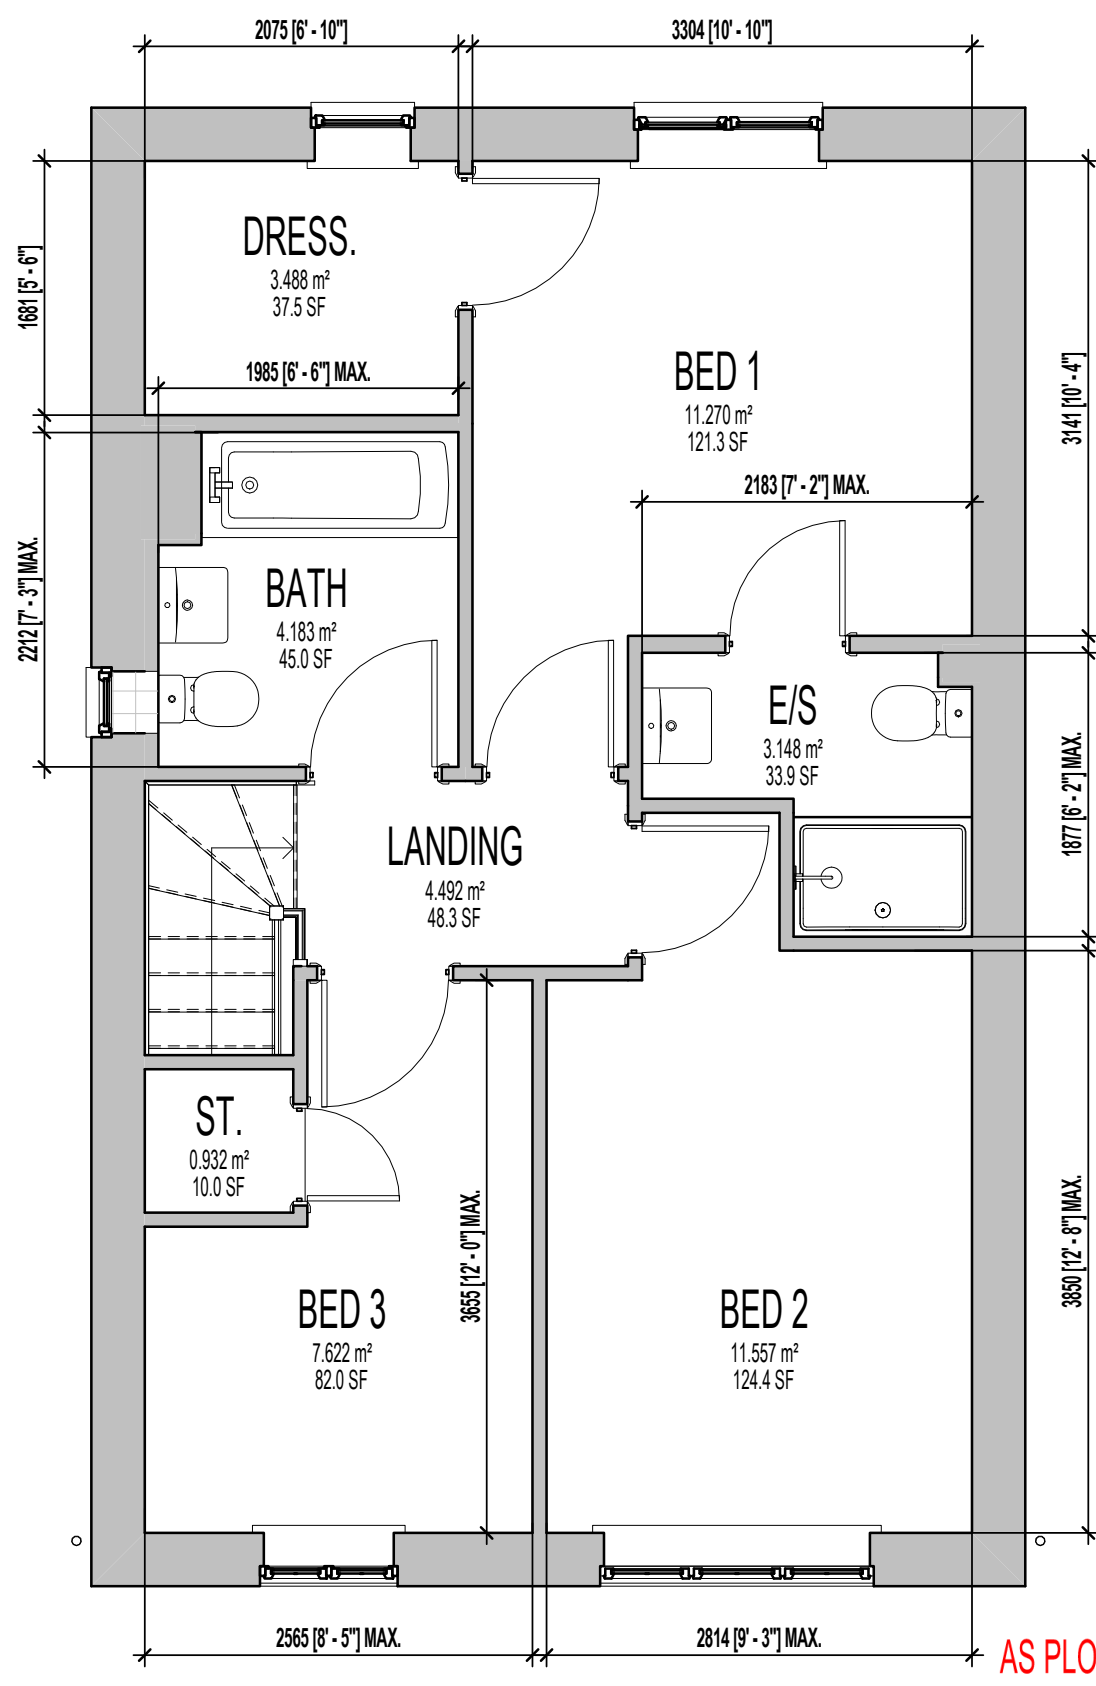 2075 [6' - 10"]
3304 [10' - 10"]
DRESS.
3.488 m²
37.5 SF
1681 [5' - 6"]
1985 [6' - 6"] MAX.
BED 1
11.270 m²
121.3 SF
3141 [10' - 4"]
2183 [7' - 2"] MAX.
BATH
4.183 m²
45.0 SF
2212 [7' - 3"] MAX.
E/S
3.148 m²
33.9 SF
1877 [6' - 2"] MAX.
LANDING
4.492 m²
48.3 SF
ST.
0.932 m²
10.0 SF
3655 [12' - 0"] MAX.
3850 [12' - 8"] MAX.
BED 3
7.622 m²
82.0 SF
BED 2
11.557 m²
124.4 SF
2565 [8' - 5"] MAX.
2814 [9' - 3"] MAX.
AS PLO